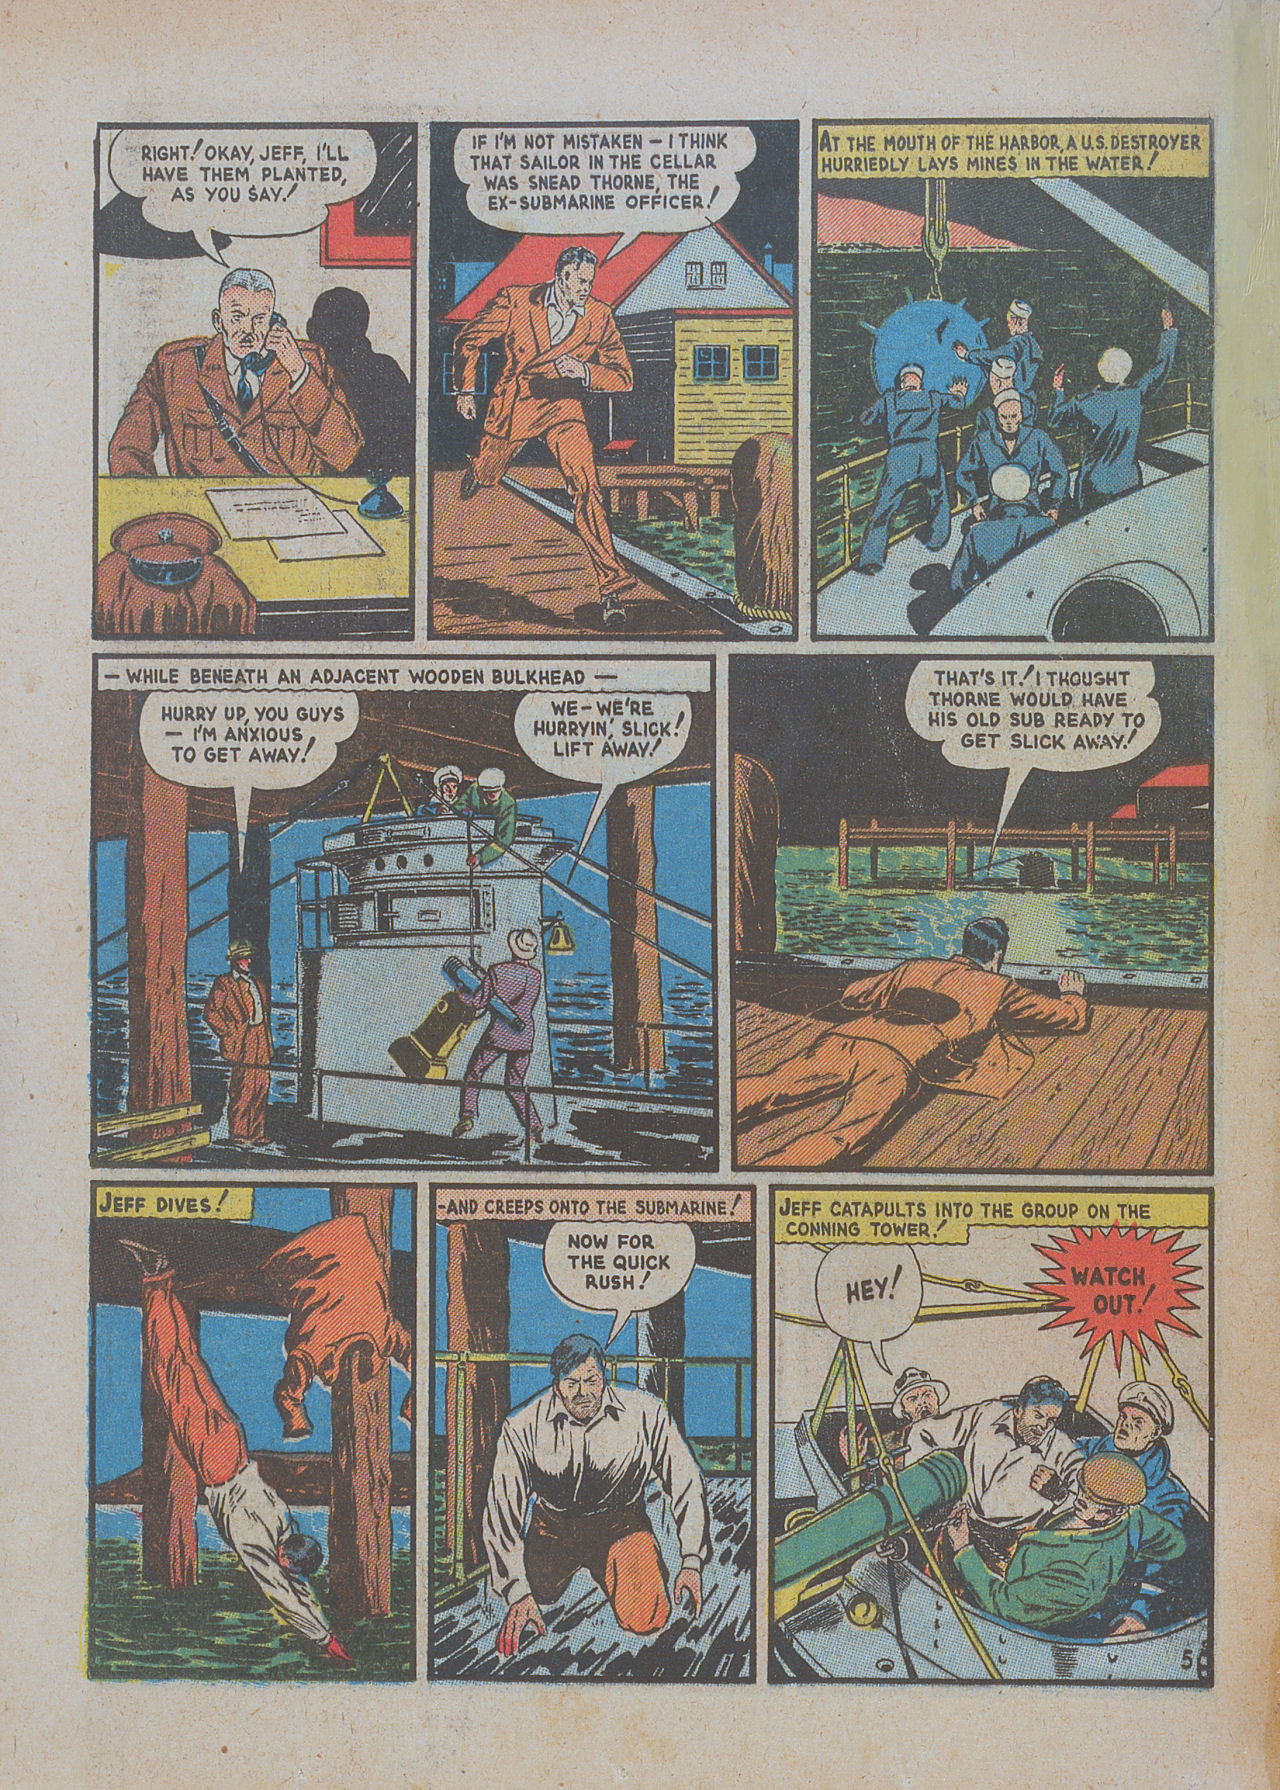 RIGHT! OKAY, JEFF, I'LL
HAVE THEM PLANTED,
AS YOU SAY!
IF I'M NOT MISTAKEN — I THINK
THAT SAILOR IN THE CELLAR
WAS SNEAD THORNE, THE
EX-SUBMARINE OFFICER!
AT THE MOUTH OF THE HARBOR, A U.S. DESTROYER
HURRIEDLY LAYS MINES IN THE WATER!
— WHILE BENEATH AN ADJACENT WOODEN BULKHEAD —
HURRY UP, YOU GUYS
— I'M ANXIOUS
TO GET AWAY!
WE - WE'RE
HURRYIN', SLICK!
LIFT AWAY!
THAT'S IT! I THOUGHT
THORNE WOULD HAVE
HIS OLD SUB READY TO
GET SLICK AWAY!
JEFF DIVES!
-AND CREEPS ONTO THE SUBMARINE!
NOW FOR
THE QUICK
RUSH!
JEFF CATAPULTS INTO THE GROUP ON THE
CONNING TOWER!
HEY!
WATCH
OUT!
5